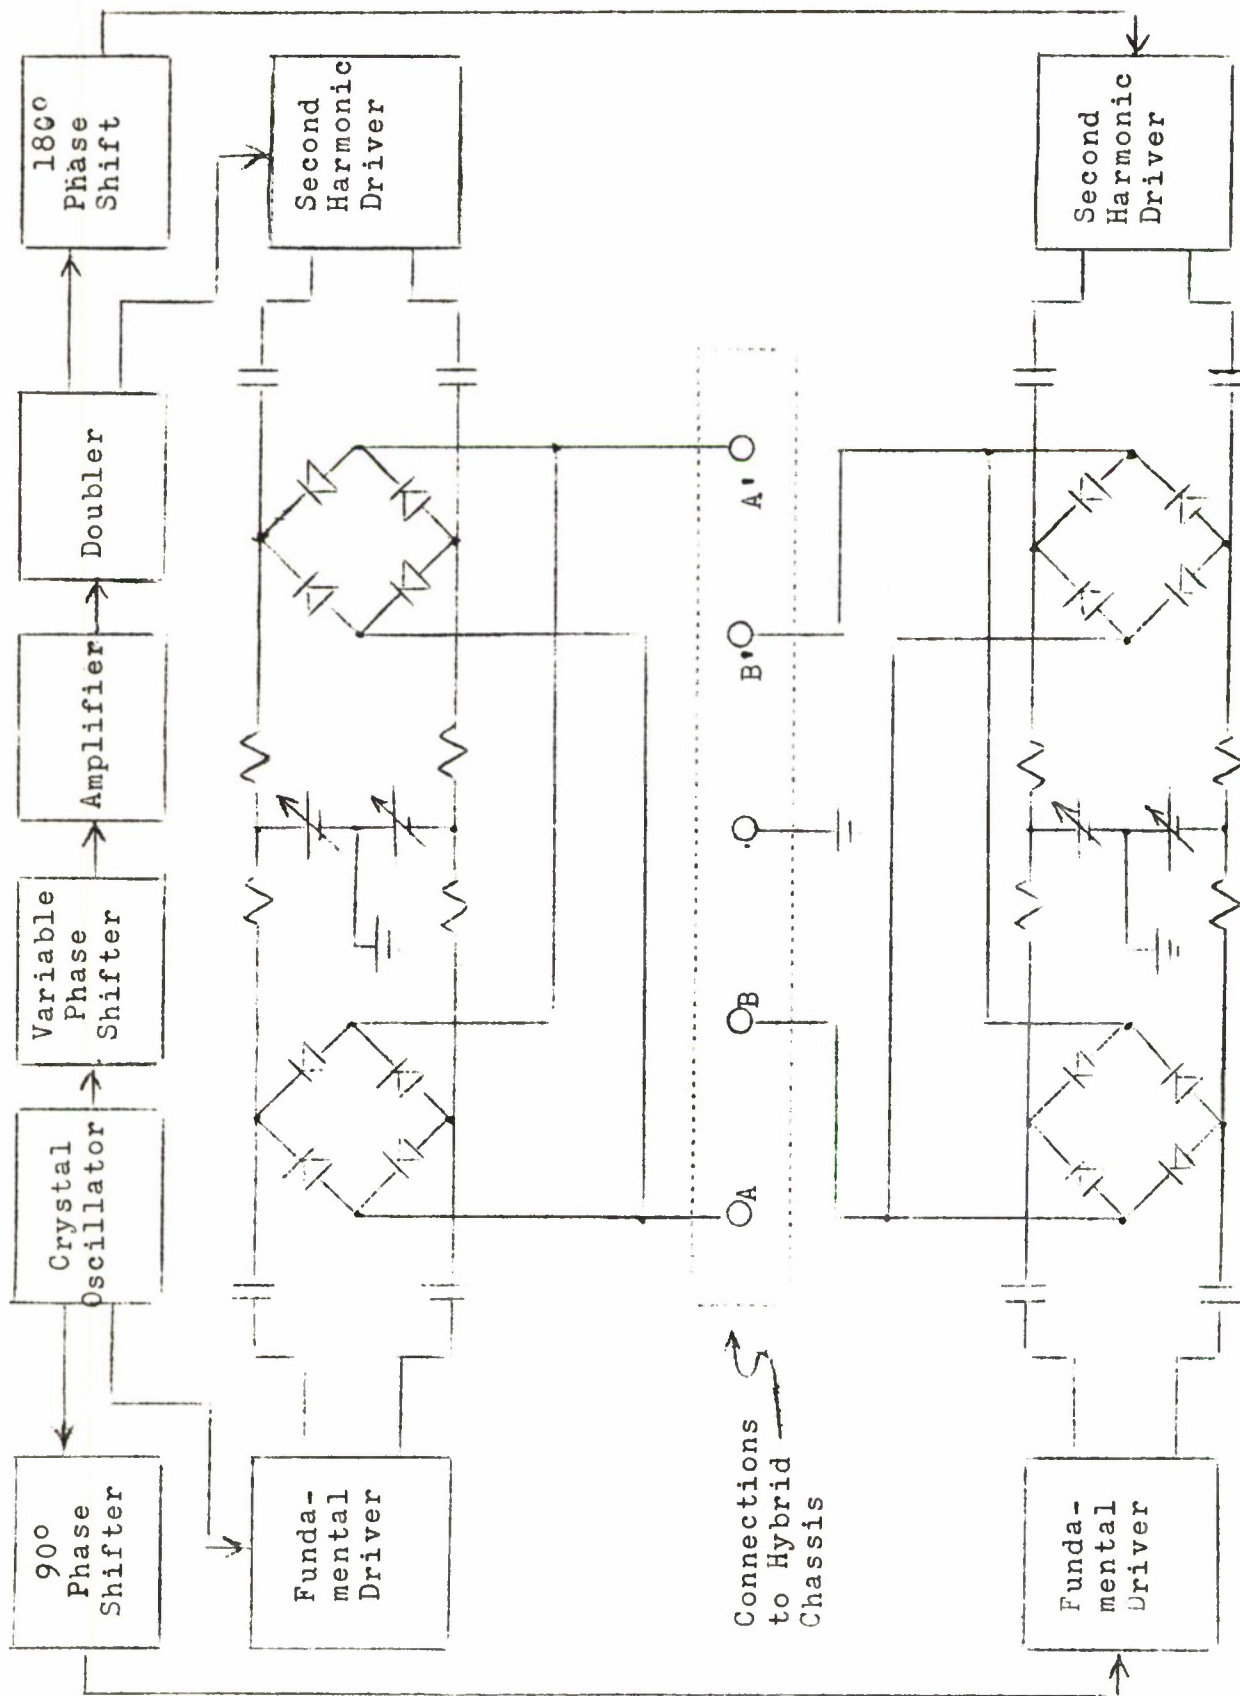 90°
Phase
Shifter
Crystal
Oscillator
Variable
Phase
Shifter
Amplifier
Doubler
180°
Phase
Shift
Funda-
mental
Driver
Second
Harmonic
Driver
A
B
B'
A'
Connections
to Hybrid
Chassis
Funda-
mental
Driver
Second
Harmonic
Driver